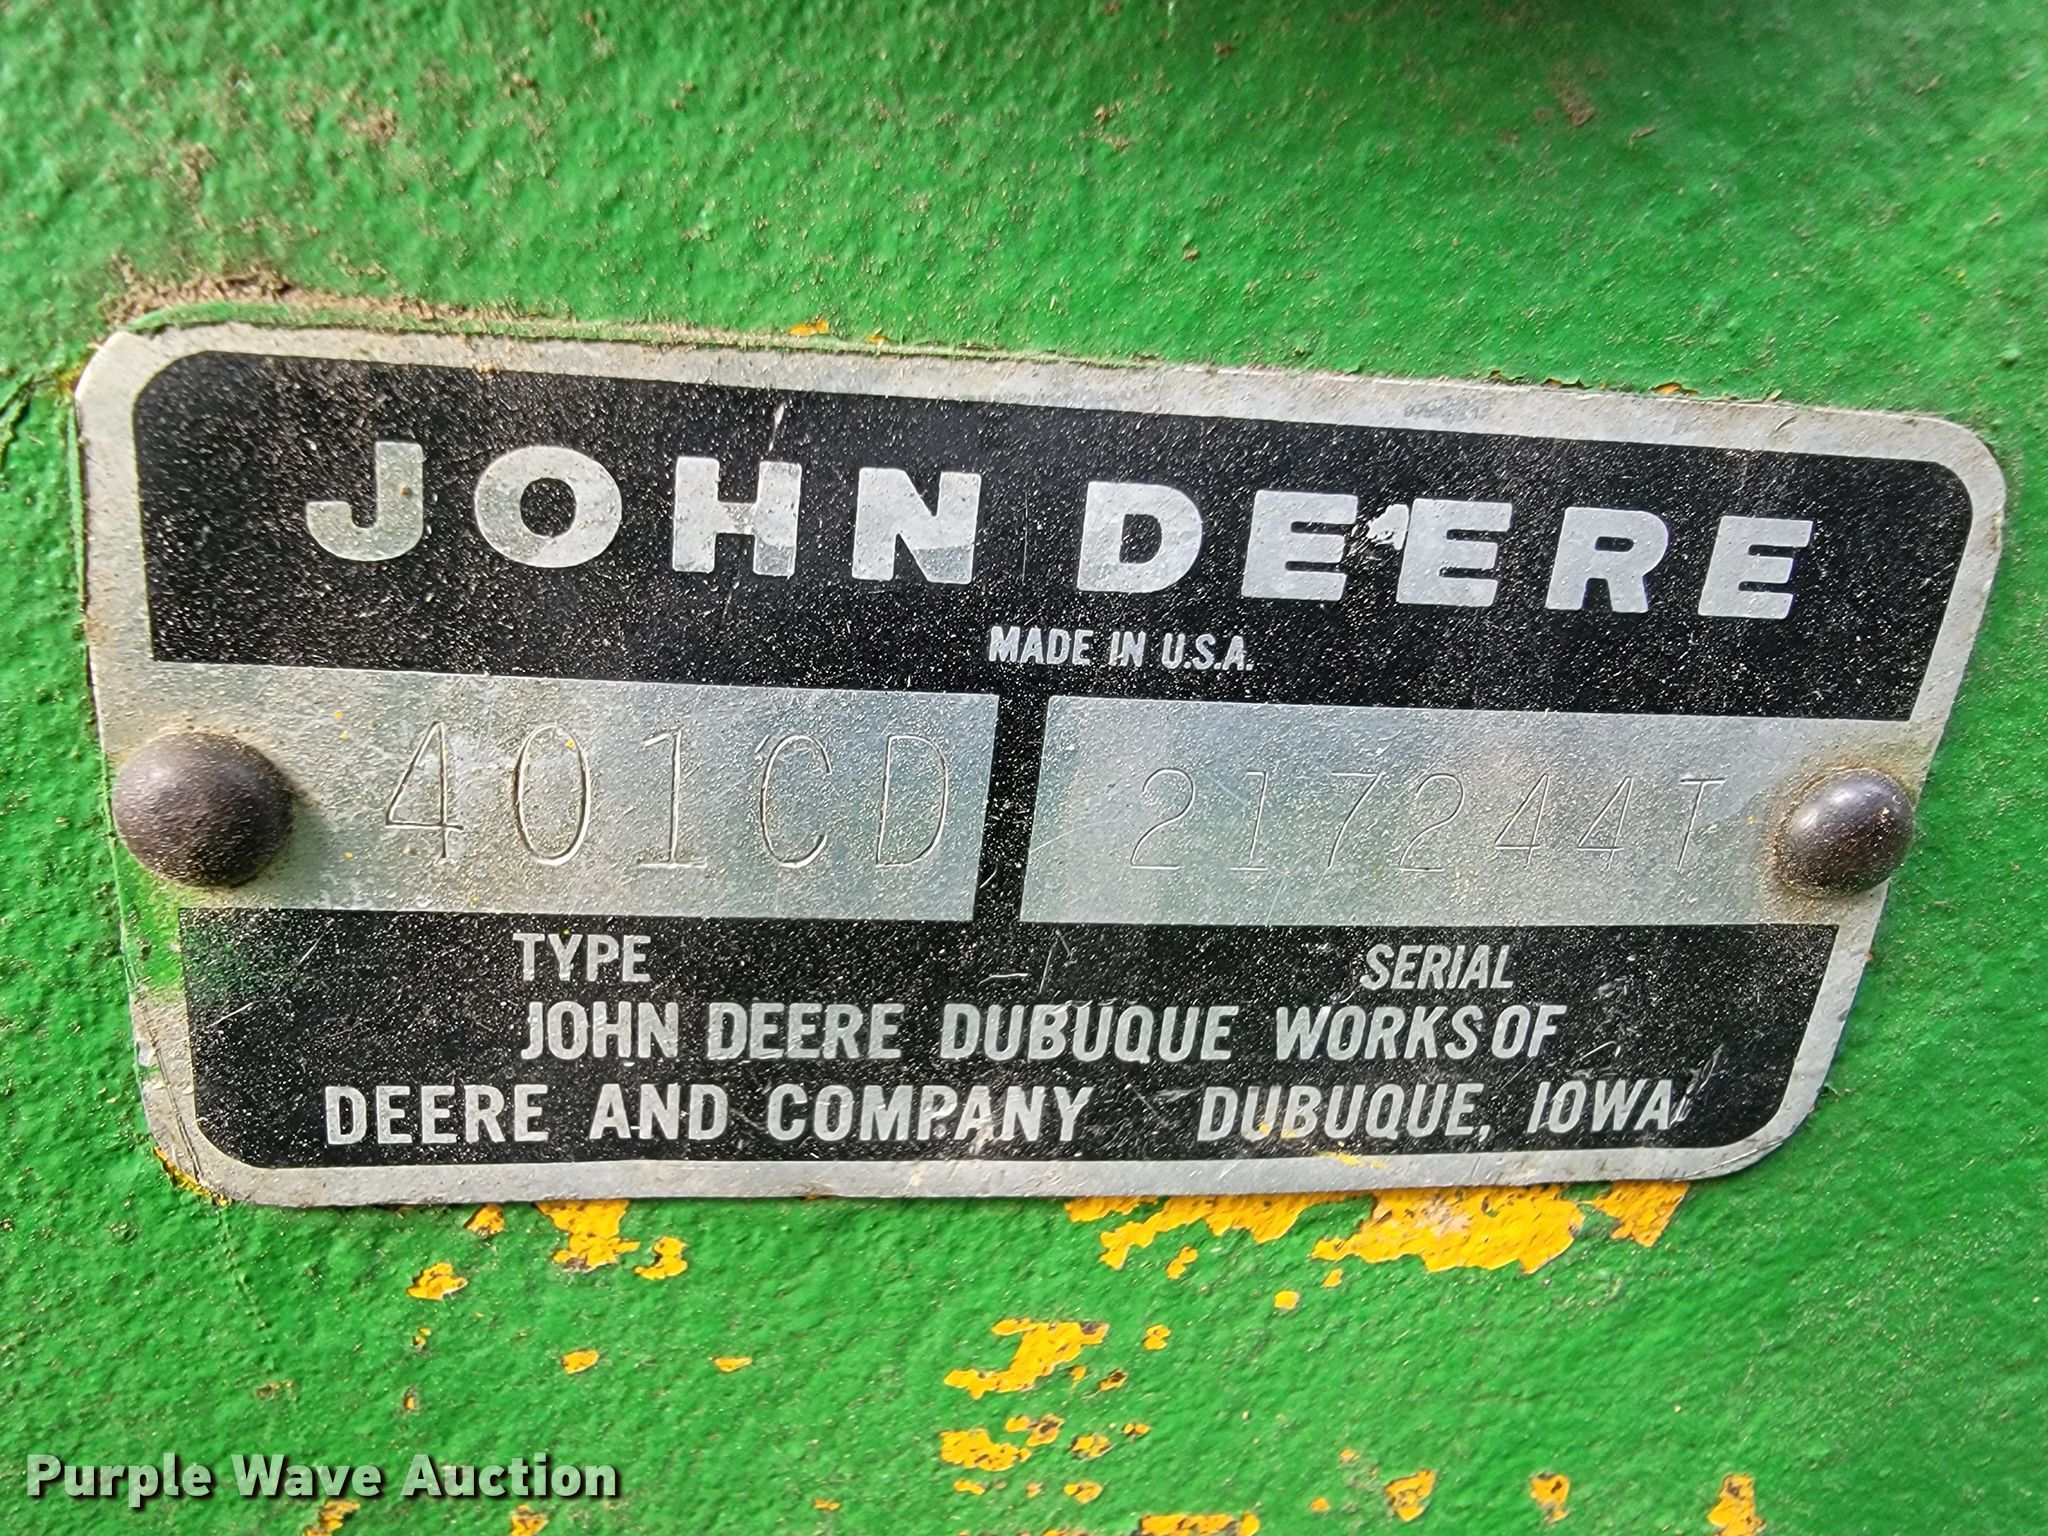 JOHN DEERE
MADE IN U.S.A.
401CD 217244T
TYPE SERIAL
JOHN DEERE DUBUQUE WORKS OF
DEERE AND COMPANY DUBUQUE, IOWA
Purple Wave Auction